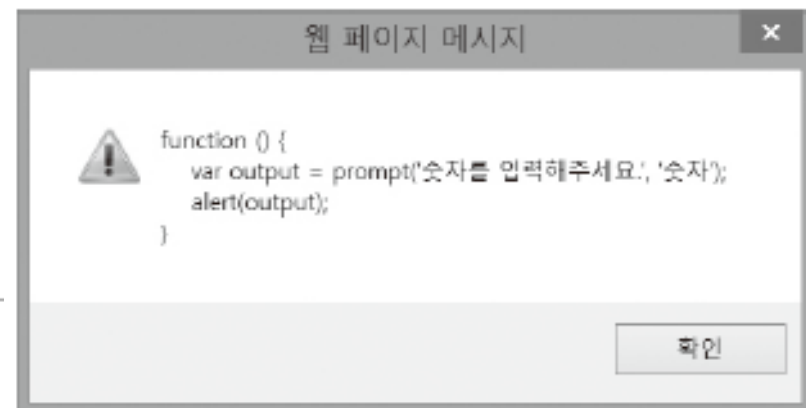 웹 페이지 메시지
function () {
var output = prompt('숫자를 입력해주세요.', '숫자');
alert(output);
}
확인